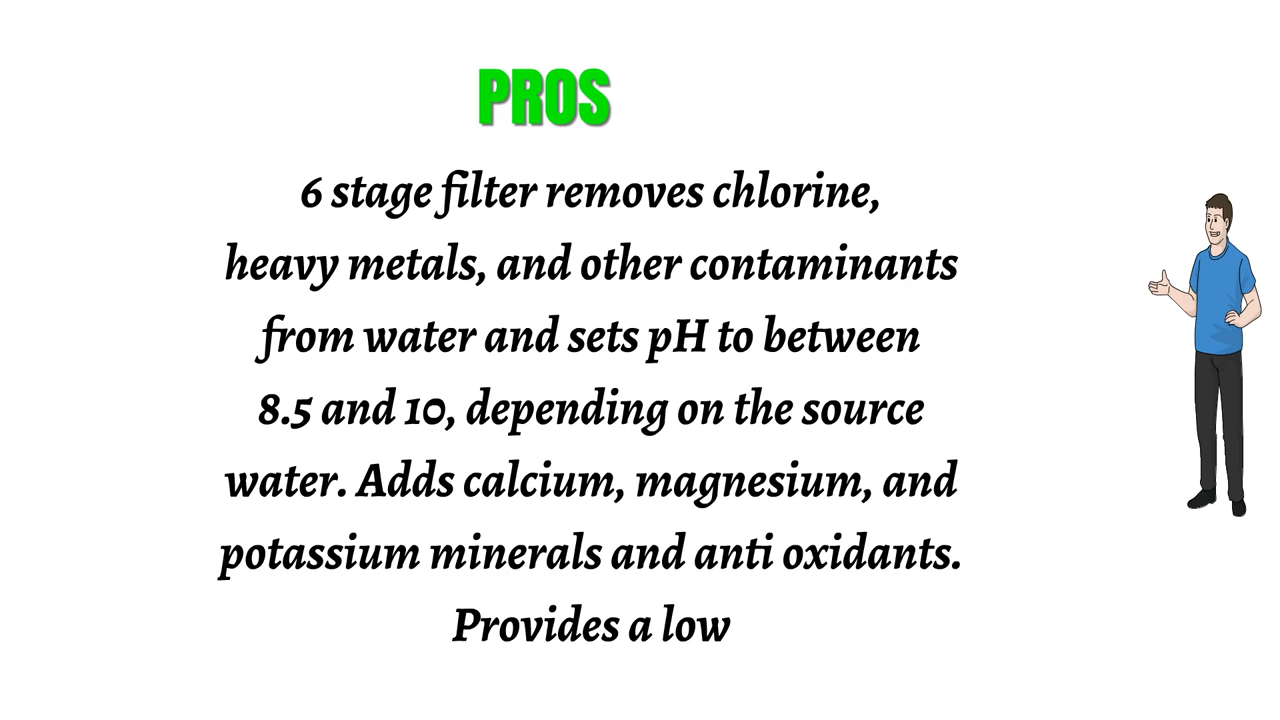 PROS
6 stage filter removes chlorine,
heavy metals, and other contaminants
from water and sets pH to between
8.5 and 10, depending on the source
water. Adds calcium, magnesium, and
potassium minerals and anti oxidants.
Provides a low